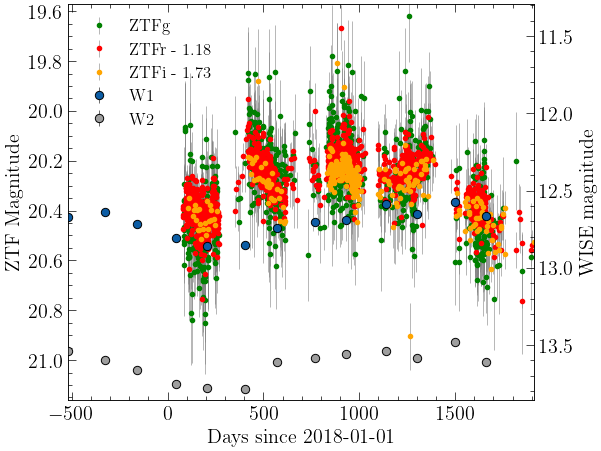 ZTFg
ZTFr - 1.18
ZTFi - 1.73
W1
W2
19.6
19.8
20.0
20.2
20.4
20.6
20.8
21.0
ZTF Magnitude
11.5
12.0
12.5
13.0
13.5
WISE magnitude
−500 0 500 1000 1500
Days since 2018-01-01